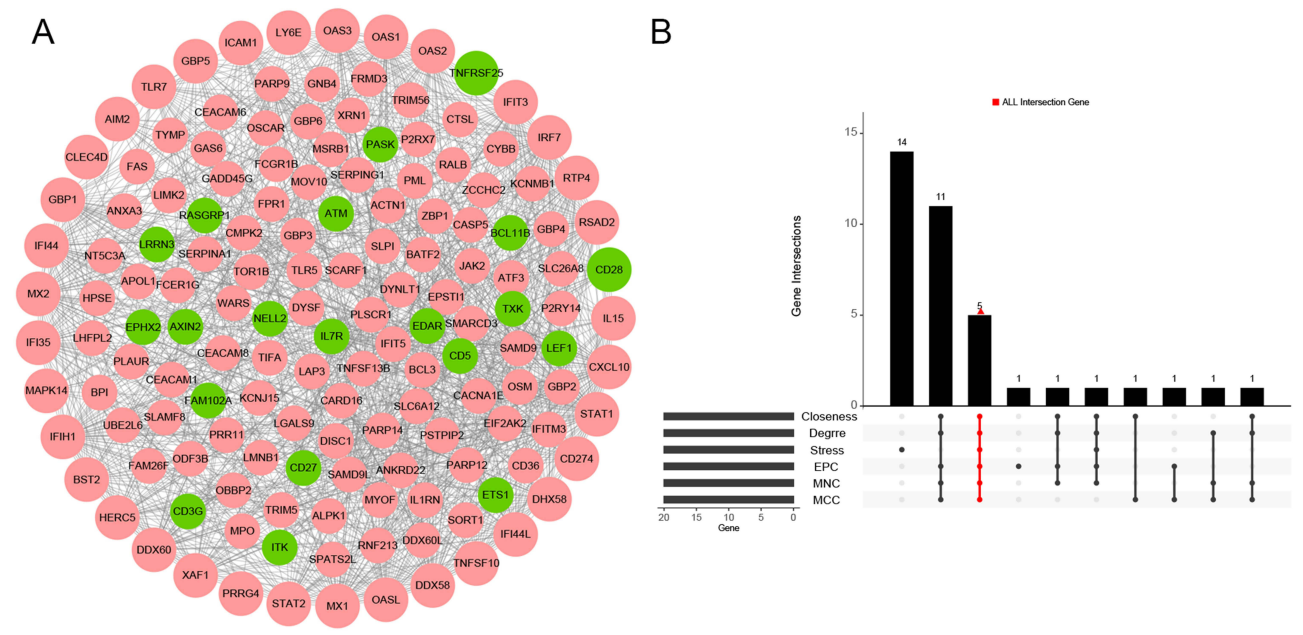 A
LY6E
OAS3
OAS1
OAS2
TNFRSF25
IFIT3
IRF7
RTP4
RSAD2
CD28
IL15
CXCL10
STAT1
CD274
DHX58
IFI44L
TNFSF10
DDX58
OASL
MX1
STAT2
PRRG4
XAF1
DDX60
HERC5
BST2
IFIH1
MAPK14
IFI35
MX2
IFI44
GBP1
CLEC4D
AIM2
TLR7
GBP5
ICAM1
PARP9
GNB4
FRMD3
TRIM56
CTSL
CYBB
KCNMB1
GBP4
SLC26A8
P2RY14
LEF1
GBP2
IFITM3
CD36
ETS1
SORT1
DDX60L
RNF213
SPATS2L
ITK
MPO
CD3G
FAM26F
UBE2L6
BPI
LHFPL2
HPSE
NT5C3A
ANXA3
FAS
TYMP
CEACAM6
OSCAR
GBP6
XRN1
P2RX7
PASK
MSRB1
GAS6
FCGR1B
SERPING1
RALB
GADD45G
MOV10
PML
ZCCHC2
LIMK2
FPR1
ACTN1
RASGRP1
ATM
ZBP1
CASP5
BCL11B
CMPK2
GBP3
LRRN3
SERPINA1
SLPI
BATF2
JAK2
ATF3
TOR1B
TLR5
SCARF1
APOL1
FCER1G
DYNLT1
EPSTI1
WARS
DYSF
PLSCR1
TXK
EPHX2
AXIN2
NELL2
IL7R
EDAR
SMARCD3
IFIT5
SAMD9
PLAUR
CEACAM8
TIFA
CD5
LAP3
TNFSF13B
BCL3
CEACAM1
OSM
CACNA1E
FAM102A
KCNJ15
CARD16
SLC6A12
SLAMF8
LGALS9
EIF2AK2
PRR11
DISC1
PARP14
PSTPIP2
ODF3B
LMNB1
CD27
SAMD9L
ANKRD22
PARP12
OBBP2
TRIM5
ALPK1
MYOF
IL1RN
B
ALL Intersection Gene
Gene Intersections
15
10
5
0
14
11
5
1
1
1
1
1
1
1
Closeness
Degrre
Stress
EPC
MNC
MCC
20 15 10 5 0
Gene